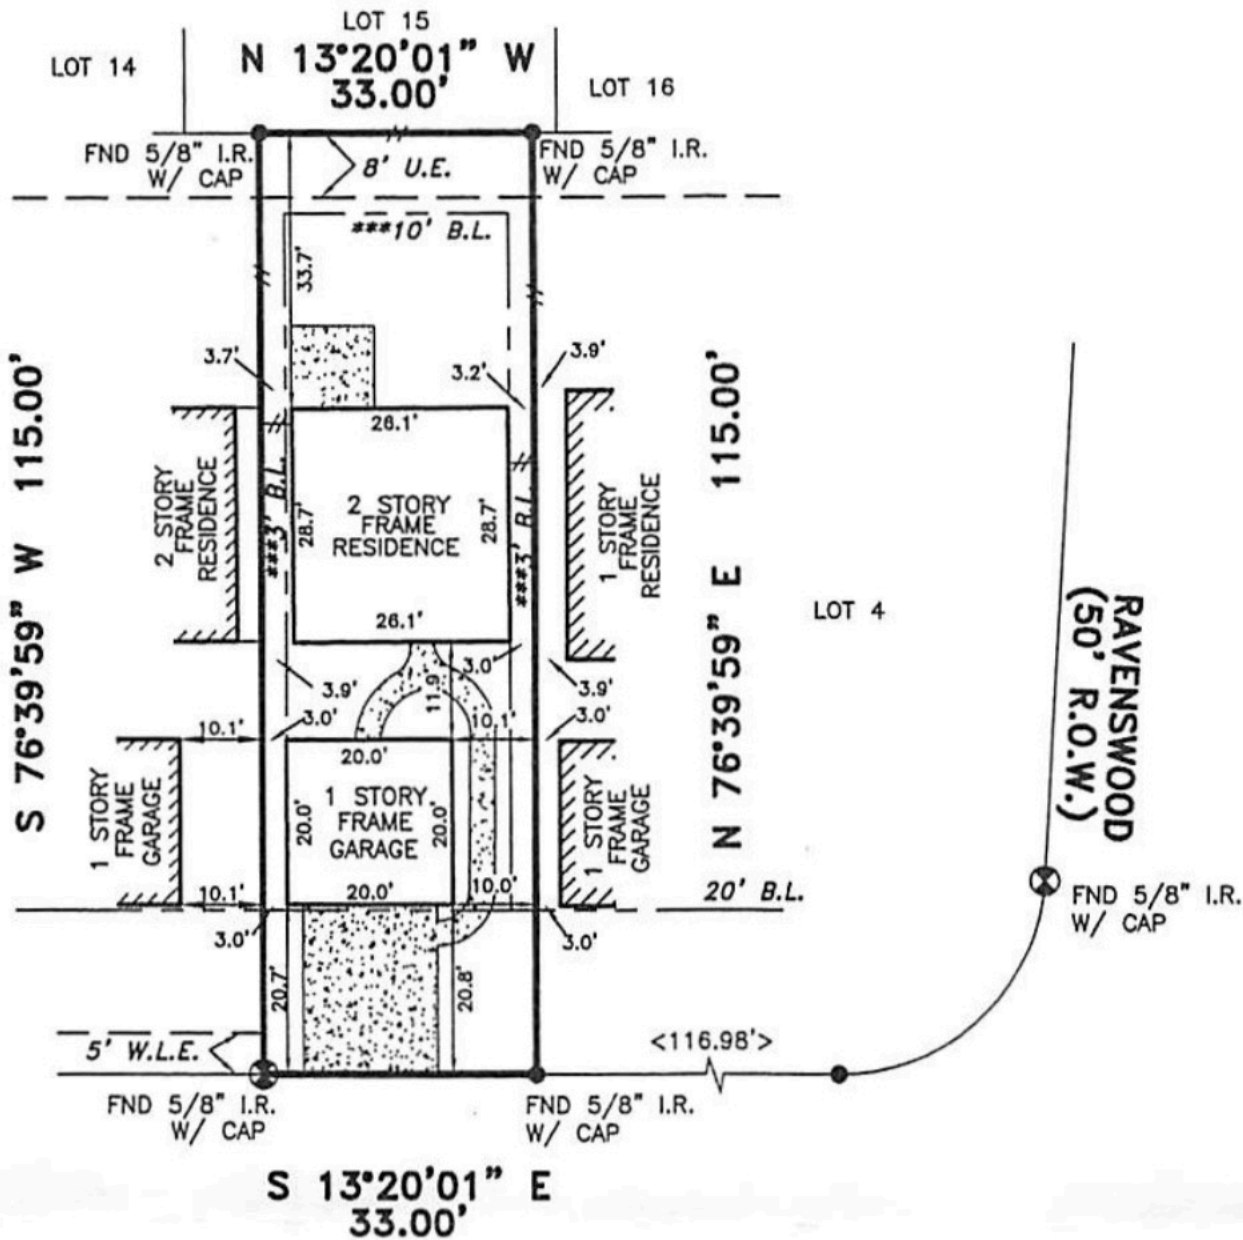 LOT 15
LOT 14
N 13°20'01" W
33.00'
LOT 16
FND 5/8" I.R.
W/ CAP
8' U.E.
FND 5/8" I.R.
W/ CAP
***10' B.L.
33.7'
3.7'
3.2'
3.9'
26.1'
S 76°39'59" W 115.00'
2 STORY
FRAME
RESIDENCE
***3' B.L.
28.7'
2 STORY
FRAME
RESIDENCE
28.7'
***3' B.L.
1 STORY
FRAME
RESIDENCE
N 76°39'59" E 115.00'
LOT 4
RAVENSWOOD
(50' R.O.W.)
26.1'
3.9'
11.9'
3.0'
3.9'
10.1'
3.0'
20.0'
10.1'
3.0'
1 STORY
FRAME
GARAGE
20.0'
1 STORY
FRAME
GARAGE
20.0'
1 STORY
FRAME
GARAGE
10.1'
20.0'
10.0'
20' B.L.
FND 5/8" I.R.
W/ CAP
3.0'
3.0'
20.7'
20.8'
5' W.L.E.
<116.98'>
FND 5/8" I.R.
W/ CAP
FND 5/8" I.R.
W/ CAP
S 13°20'01" E
33.00'